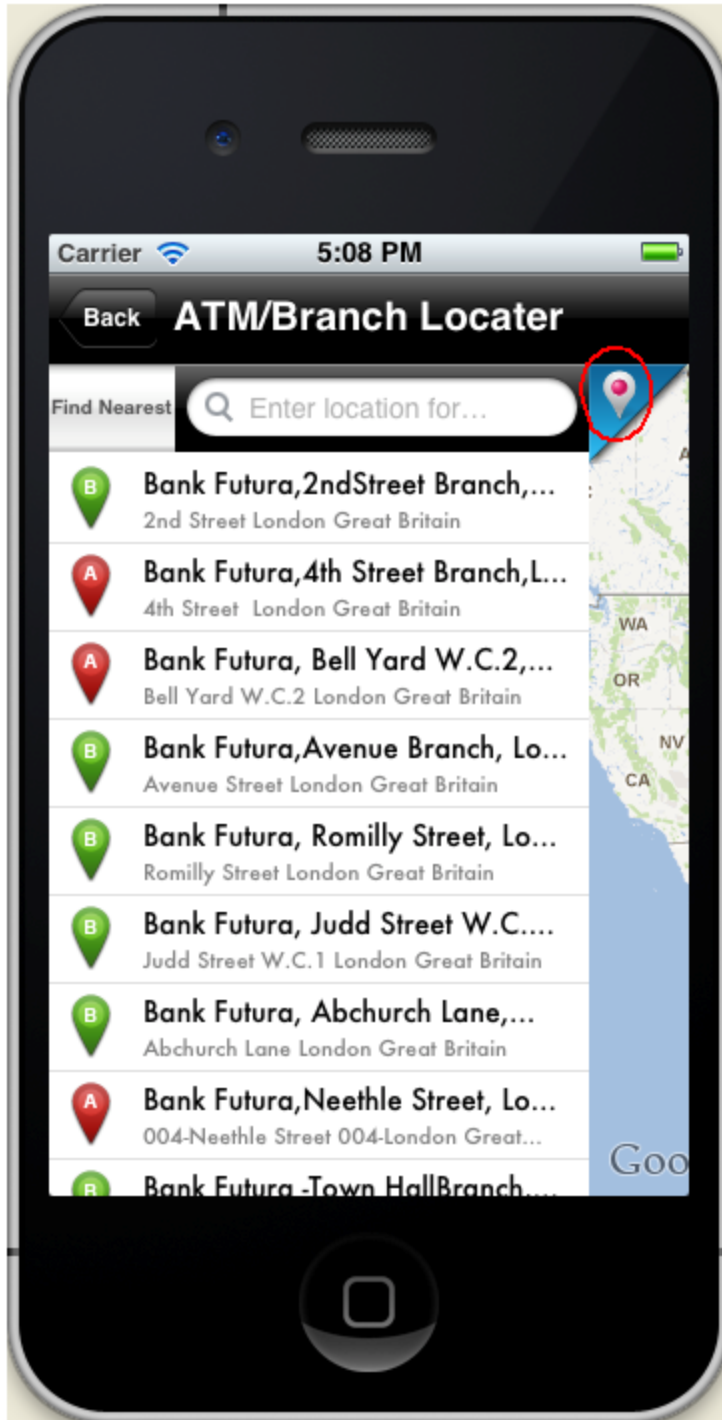 Carrier 5:08 PM
Back ATM/Branch Locater
Find Nearest Enter location for...
B Bank Futura,2ndStreet Branch,...
2nd Street London Great Britain
A Bank Futura,4th Street Branch,L...
4th Street London Great Britain
A Bank Futura, Bell Yard W.C.2,...
Bell Yard W.C.2 London Great Britain
B Bank Futura,Avenue Branch, Lo...
Avenue Street London Great Britain
B Bank Futura, Romilly Street, Lo...
Romilly Street London Great Britain
B Bank Futura, Judd Street W.C....
Judd Street W.C.1 London Great Britain
B Bank Futura, Abchurch Lane,...
Abchurch Lane London Great Britain
A Bank Futura,Neethle Street, Lo...
004-Neethle Street 004-London Great...
B Bank Futura -Town HallBranch,...
WA
OR
NV
CA
Goo